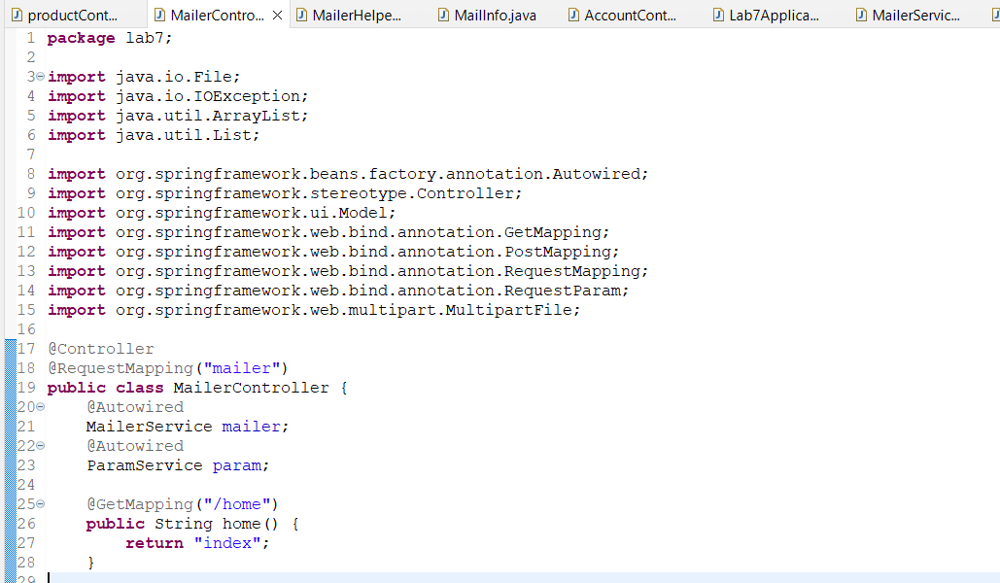 productCont...
MailerContro...
MailerHelpe...
MailInfo.java
AccountCont...
Lab7Applica...
MailerServic...
1 package lab7;
2
3 import java.io.File;
4 import java.io.IOException;
5 import java.util.ArrayList;
6 import java.util.List;
7
8 import org.springframework.beans.factory.annotation.Autowired;
9 import org.springframework.stereotype.Controller;
10 import org.springframework.ui.Model;
11 import org.springframework.web.bind.annotation.GetMapping;
12 import org.springframework.web.bind.annotation.PostMapping;
13 import org.springframework.web.bind.annotation.RequestMapping;
14 import org.springframework.web.bind.annotation.RequestParam;
15 import org.springframework.web.multipart.MultipartFile;
16
17 @Controller
18 @RequestMapping("mailer")
19 public class MailerController {
20 @Autowired
21 MailerService mailer;
22 @Autowired
23 ParamService param;
24
25 @GetMapping("/home")
26 public String home() {
27 return "index";
28 }
29